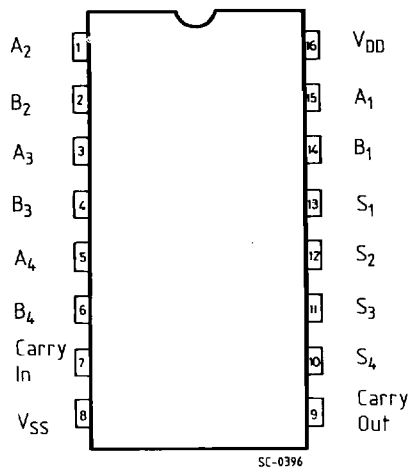 A2 1 16 VDD
B2 2 15 A1
A3 3 14 B1
B3 4 13 S1
A4 5 12 S2
B4 6 11 S3
Carry In 7 10 S4
VSS 8 9 Carry Out
SC-0396